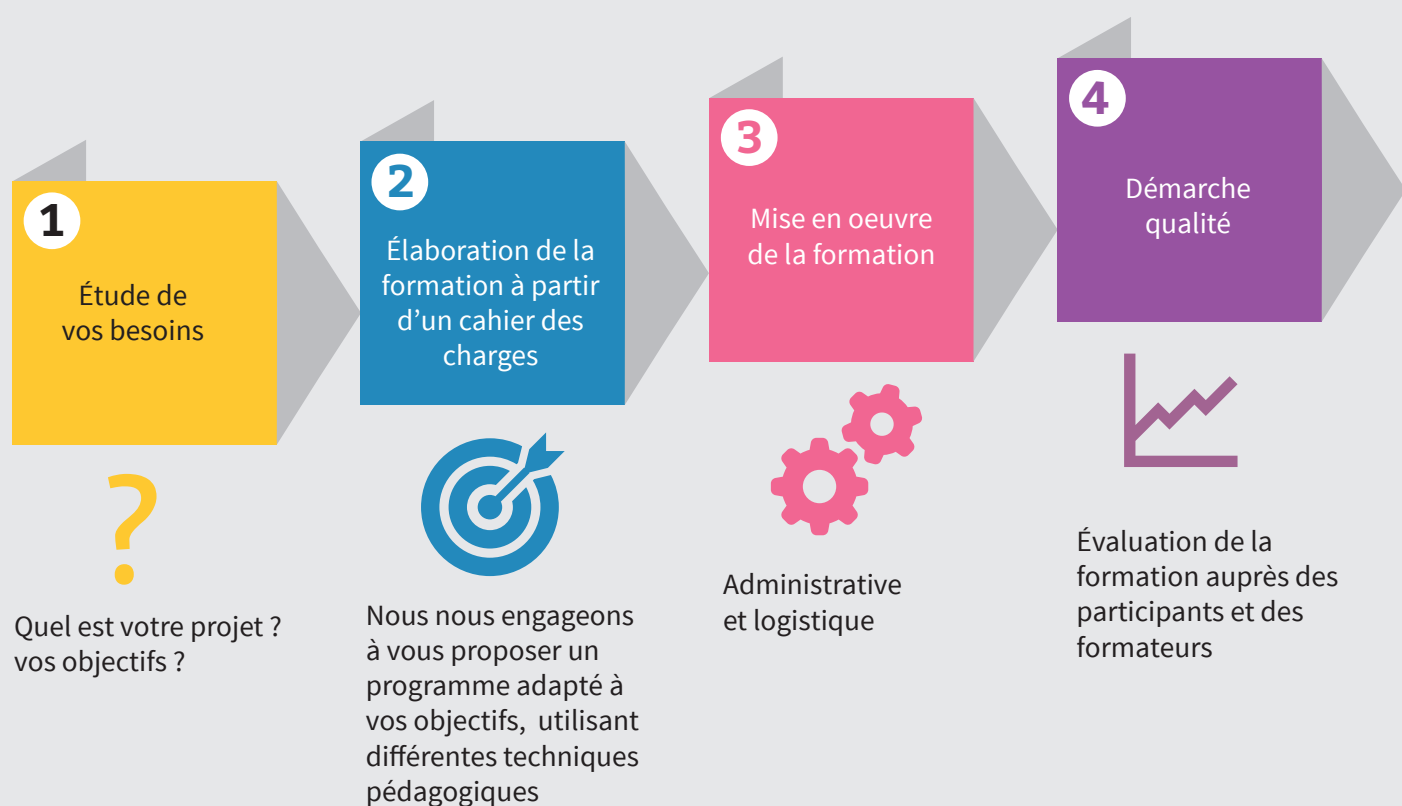 1
Étude de
vos besoins
Quel est votre projet ?
vos objectifs ?
2
Élaboration de la
formation à partir
d’un cahier des
charges
Nous nous engageons
à vous proposer un
programme adapté à
vos objectifs,  utilisant
différentes techniques
pédagogiques
3
Mise en oeuvre
de la formation
Administrative
et logistique
4
Démarche
qualité
Évaluation de la
formation auprès des
participants et des
formateurs